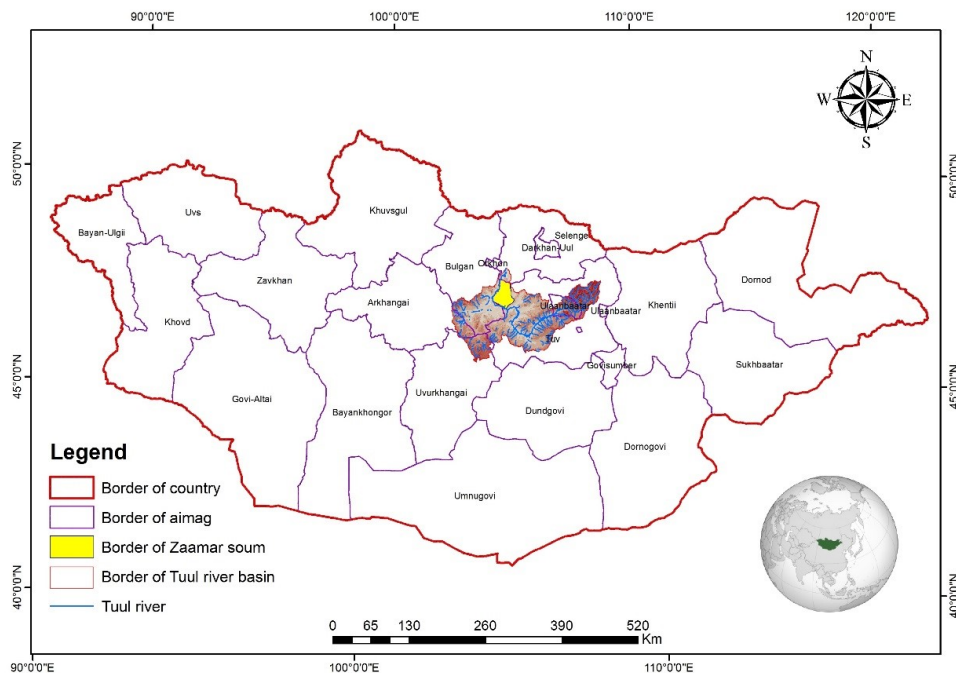 90°0'0"E 100°0'0"E 110°0'0"E 120°0'0"E
N
W E
S
50°0'0"N 50°0'0"N
Khuvsgul
Uvs
Bayan-Ulgii
Selenge
Darkhan-Uul
Orkhon
Bulgan
Zavkhan
Dornod
Arkhangai
Ulaanbaatar
Ulaanbaatar
Khentii
Khovd
Tuv
Govisumber
Sukhbaatar
45°0'0"N 45°0'0"N
Govi-Altai
Uvurkhangai
Bayankhongor
Dundgovi
Dornogovi
Umnugovi
Legend
Border of country
Border of aimag
Border of Zaamar soum
Border of Tuul river basin
Tuul river
40°0'0"N 40°0'0"N
0 65 130 260 390 520
Km
90°0'0"E 100°0'0"E 110°0'0"E